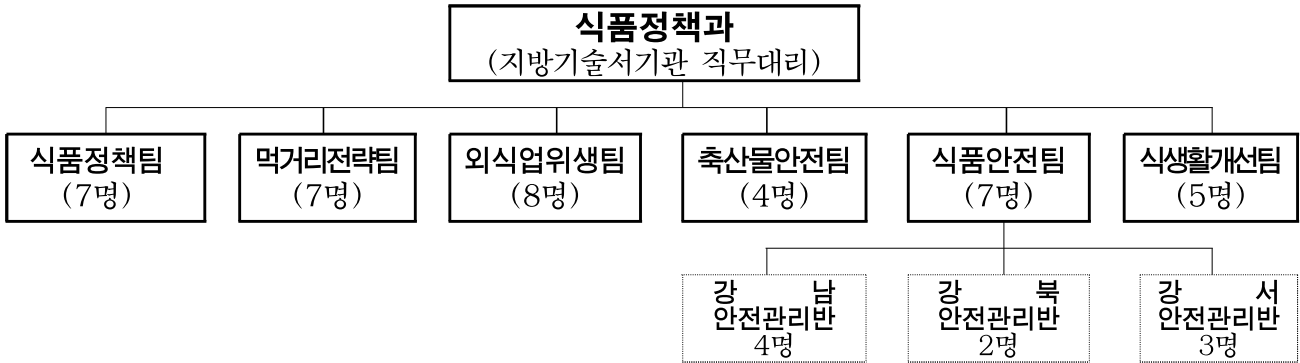 식품정책과
(지방기술서기관 직무대리)
식품정책팀
(7명)
먹거리전략팀
(7명)
외식업위생팀
(8명)
축산물안전팀
(4명)
식품안전팀
(7명)
식생활개선팀
(5명)
강 남
안전관리반
4명
강 북
안전관리반
2명
강 서
안전관리반
3명